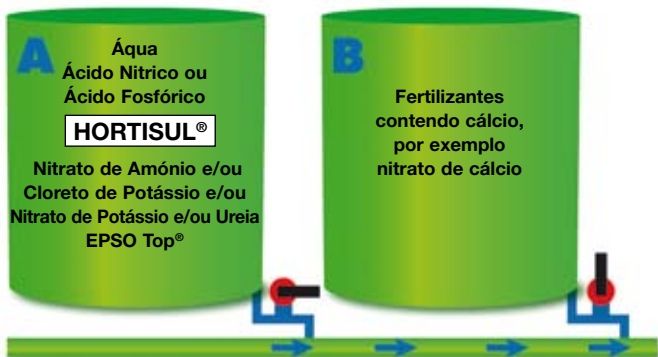 A
Áqua
Ácido Nitrico ou
Ácido Fosfórico
HORTISUL®
Nitrato de Amónio e/ou
Cloreto de Potássio e/ou
Nitrato de Potássio e/ou Ureia
EPSO Top®
B
Fertilizantes
contendo cálcio,
por exemplo
nitrato de cálcio